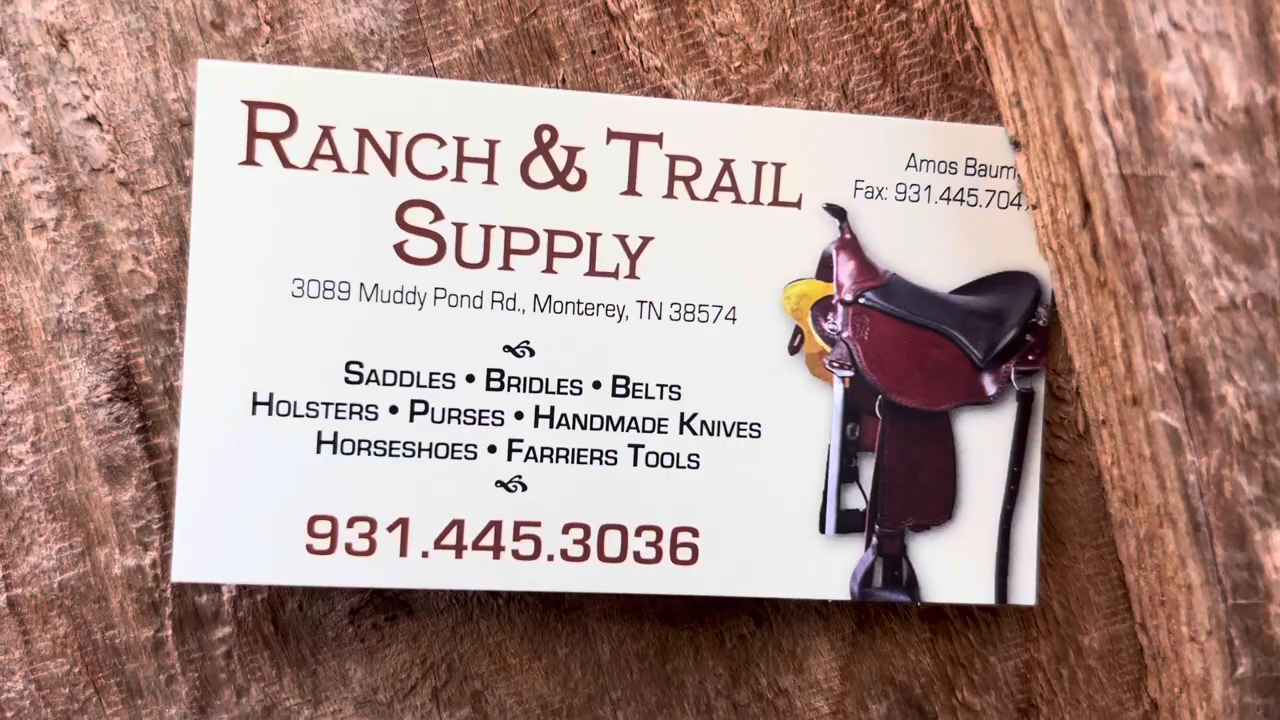 RANCH & TRAIL
SUPPLY
3089 Muddy Pond Rd., Monterey, TN 38574
SADDLES • BRIDLES • BELTS
HOLSTERS • PURSES • HANDMADE KNIVES
HORSESHOES • FARRIERS TOOLS
931.445.3036
Amos
Fax: